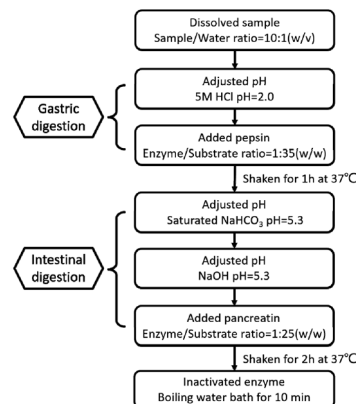 Dissolved sample
Sample/Water ratio=10:1(w/v)
Adjusted pH
5M HCl pH=2.0
Gastric
digestion
Added pepsin
Enzyme/Substrate ratio=1:35(w/w)
Shaken for 1h at 37℃
Adjusted pH
Saturated NaHCO₃ pH=5.3
Intestinal
digestion
Adjusted pH
NaOH pH=5.3
Added pancreatin
Enzyme/Substrate ratio=1:25(w/w)
Shaken for 2h at 37℃
Inactivated enzyme
Boiling water bath for 10 min